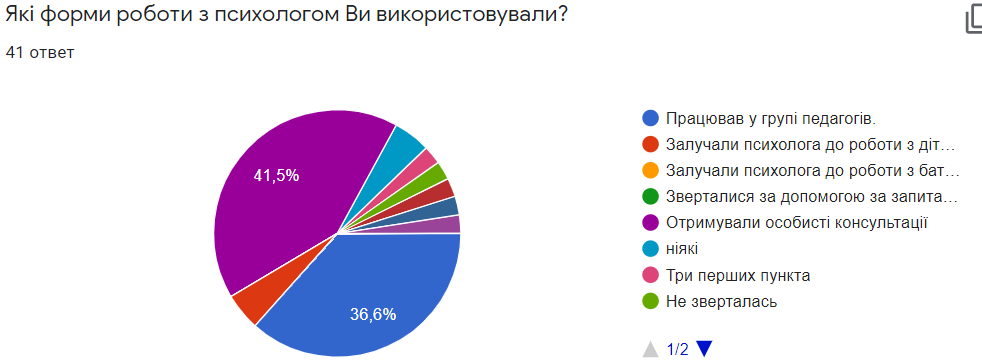 Які форми роботи з психологом Ви використовували?
41 ответ
41,5%
36,6%
Працював у групі педагогів.
Залучали психолога до роботи з діт…
Залучали психолога до роботи з бат…
Зверталися за допомогою за запита…
Отримували особисті консультації
ніякі
Три перших пункта
Не зверталась
1/2